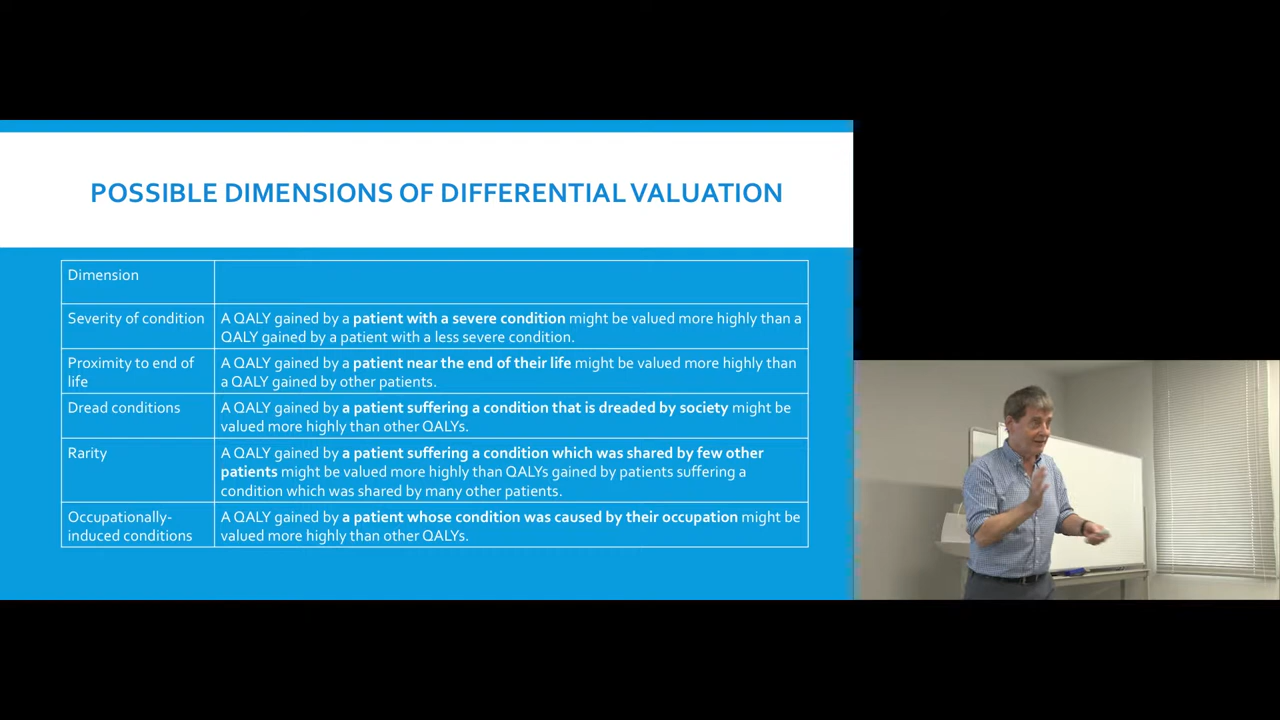 POSSIBLE DIMENSIONS OF DIFFERENTIAL VALUATION
Dimension
Severity of condition
A QALY gained by a patient with a severe condition might be valued more highly than a
QALY gained by a patient with a less severe condition.
Proximity to end of
life
A QALY gained by a patient near the end of their life might be valued more highly than
a QALY gained by other patients.
Dread conditions
A QALY gained by a patient suffering a condition that is dreaded by society might be
valued more highly than other QALYs.
Rarity
A QALY gained by a patient suffering a condition which was shared by few other
patients might be valued more highly than QALYs gained by patients suffering a
condition which was shared by many other patients.
Occupationally-
induced conditions
A QALY gained by a patient whose condition was caused by their occupation might be
valued more highly than other QALYs.